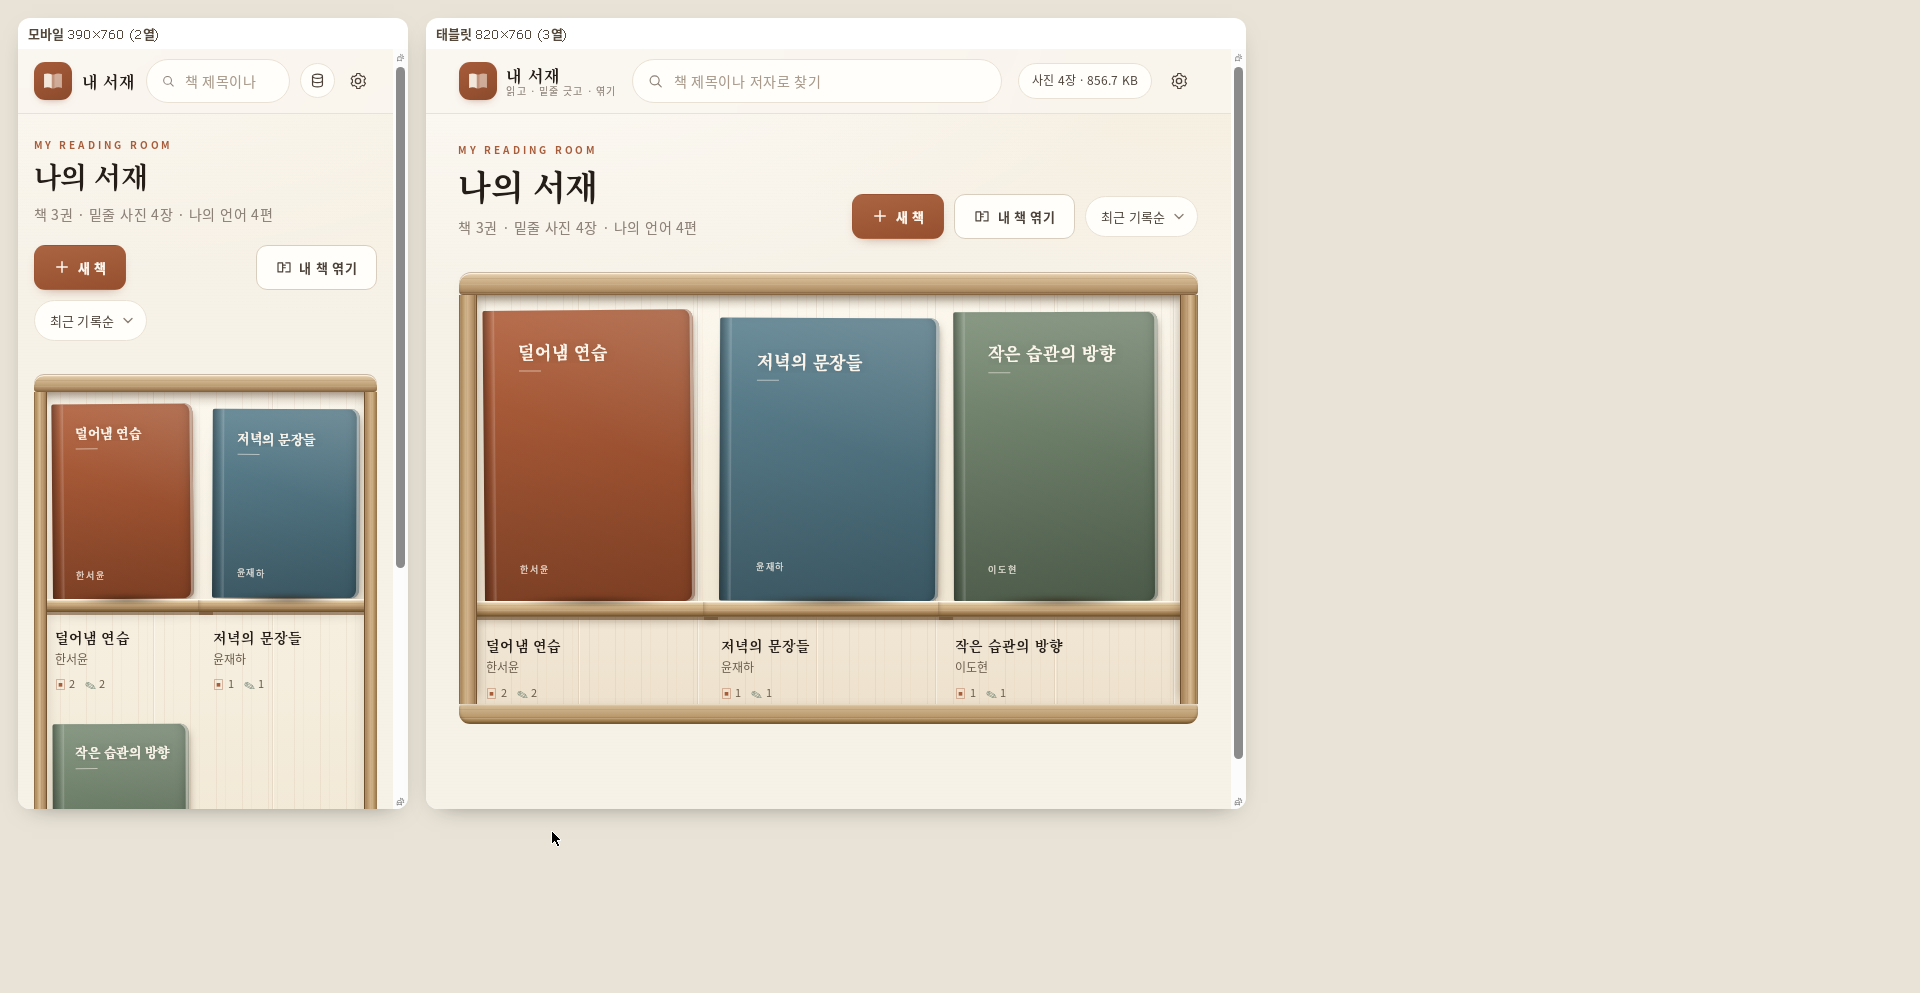 모바일 390×760 (2열)
내 서재
책 제목이나
MY READING ROOM
나의 서재
책 3권 · 밑줄 사진 4장 · 나의 언어 4편
새 책
내 책 엮기
최근 기록순
덜어냄 연습
한서윤
저녁의 문장들
윤재하
덜어냄 연습
한서윤
2 2
저녁의 문장들
윤재하
1 1
작은 습관의 방향
태블릿 820×760 (3열)
내 서재
읽고 · 밑줄 긋고 · 엮기
책 제목이나 저자로 찾기
사진 4장 · 856.7 KB
MY READING ROOM
나의 서재
책 3권 · 밑줄 사진 4장 · 나의 언어 4편
새 책
내 책 엮기
최근 기록순
덜어냄 연습
한서윤
저녁의 문장들
윤재하
작은 습관의 방향
이도현
덜어냄 연습
한서윤
2 2
저녁의 문장들
윤재하
1 1
작은 습관의 방향
이도현
1 1